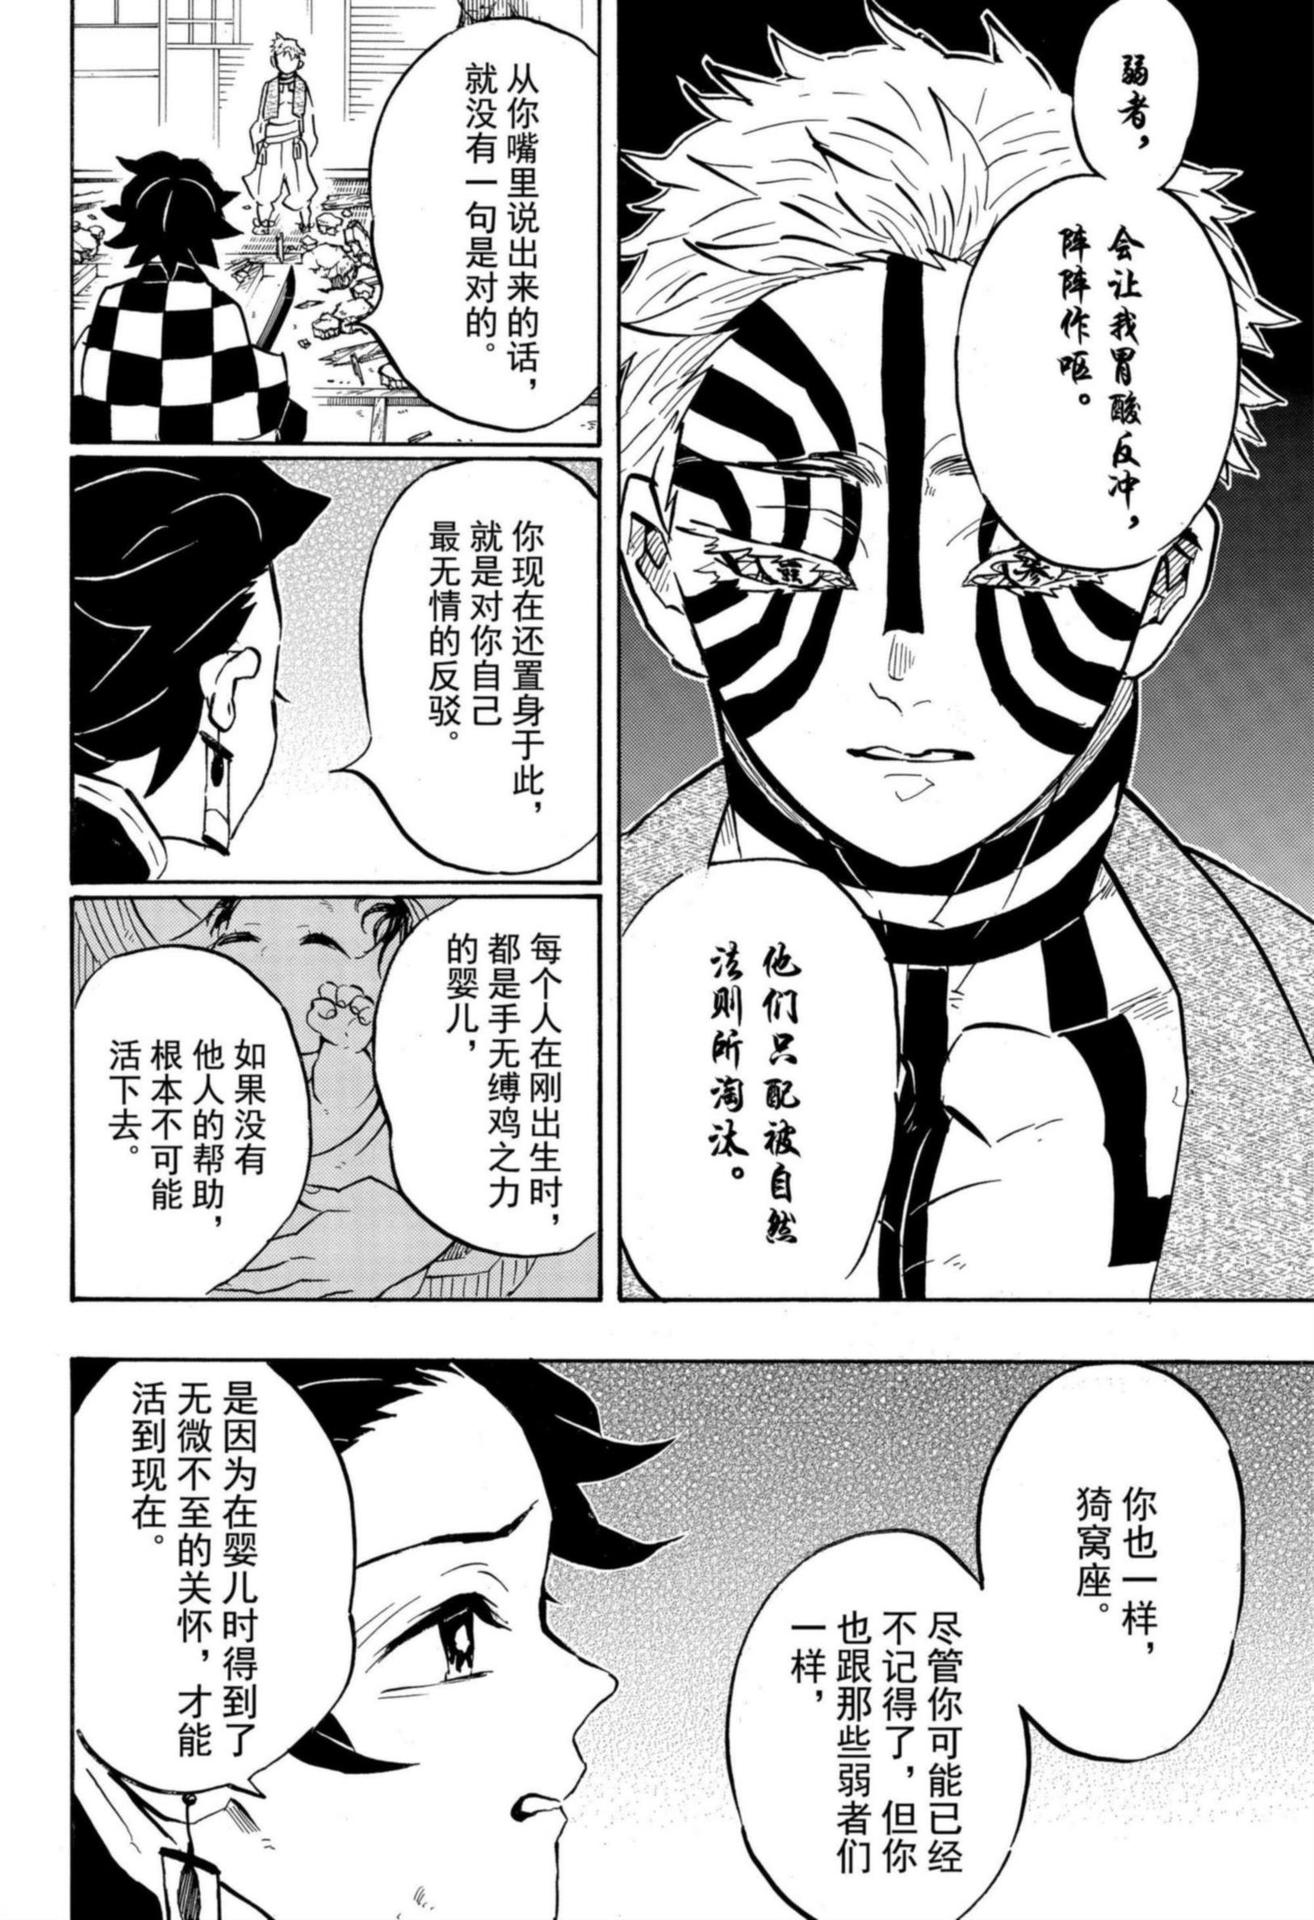 弱者，
会让我胃酸反冲，
阵阵作呕。
他们只配被自然
法则所淘汰。
从你嘴里说出来的话，
就没有一句是对的。
你现在还置身于此，
就是对你自己
最无情的反驳。
每个人在刚出生时，
都是手无缚鸡之力
的婴儿，
如果没有
他人的帮助，
根本不可能
活下去。
你也一样，
猗窝座。
尽管你可能已经
不记得了，但你
也跟那些弱者们
一样，
是因为在婴儿时得到了
无微不至的关怀，才能
活到现在。